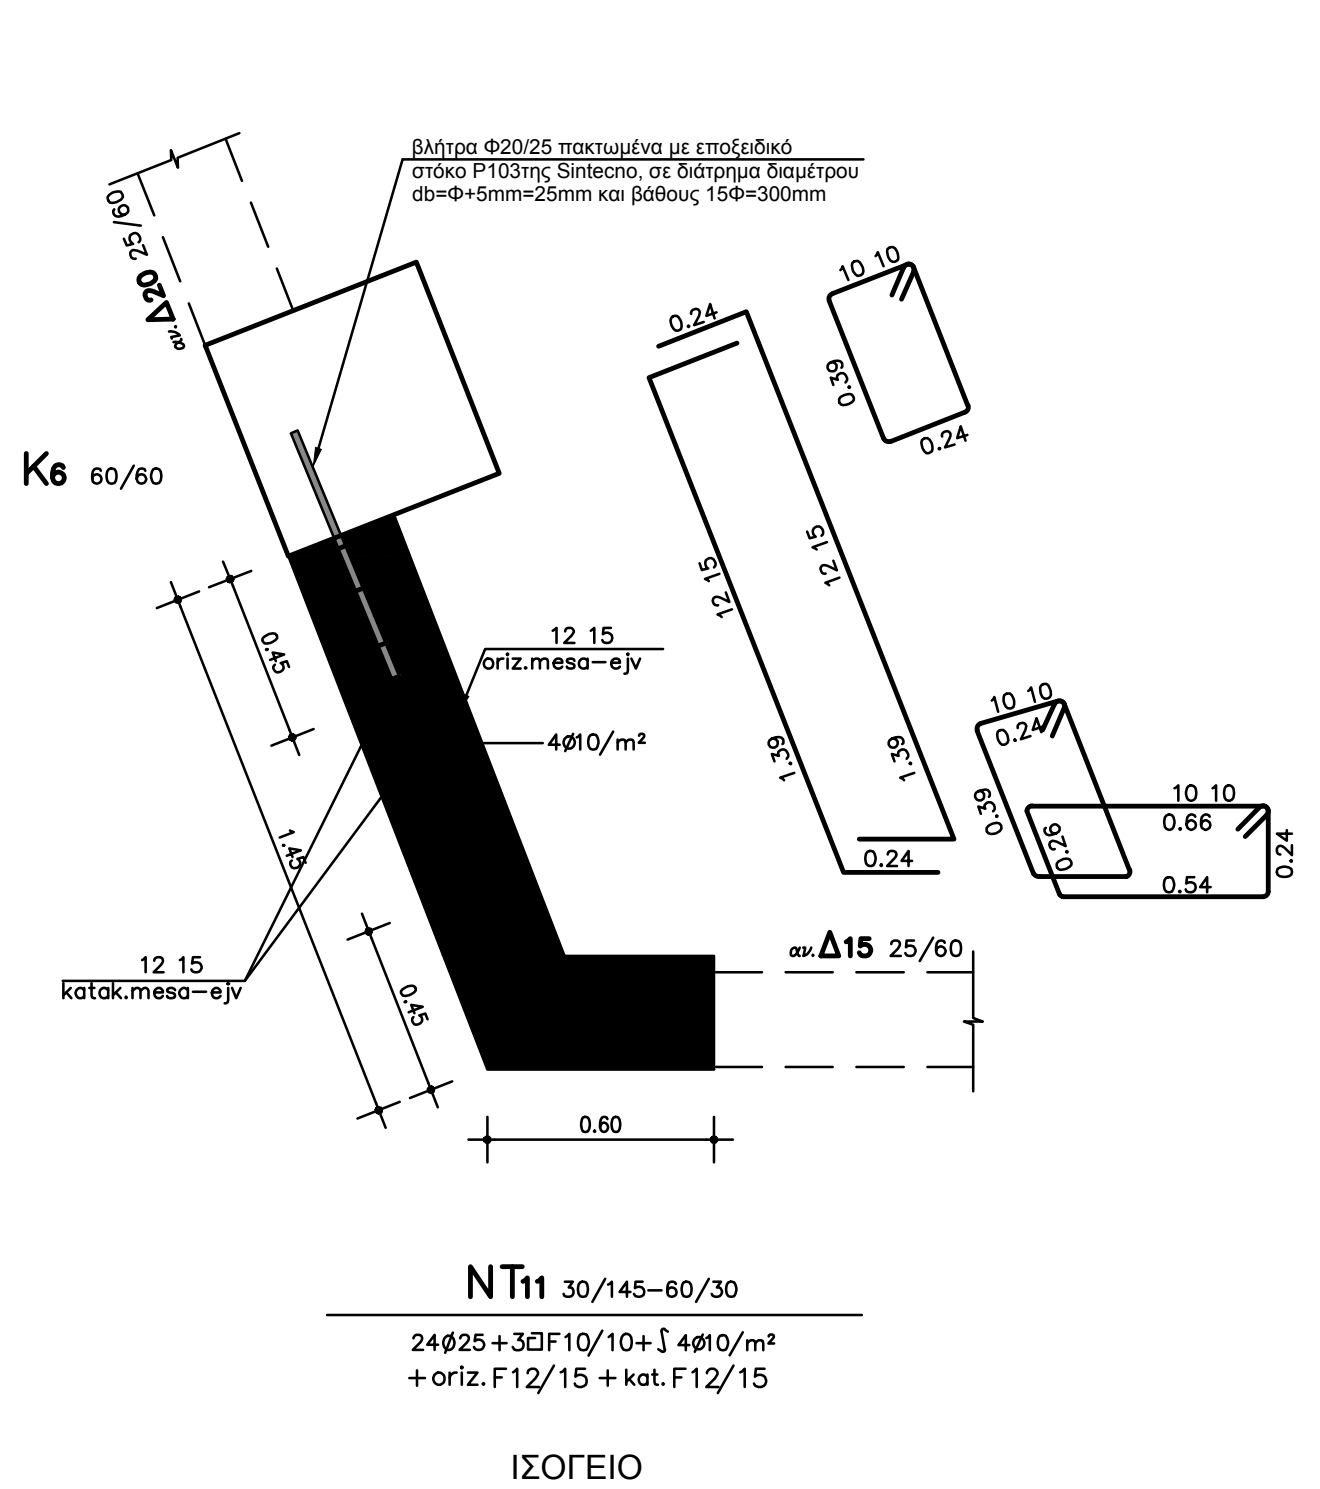 βλήτρα Φ20/25 πακτωμένα με εποξειδικό
στόκο P103της Sintecno, σε διάτρημα διαμέτρου
db=Φ+5mm=25mm και βάθους 15Φ=300mm
αν.Δ20 25/60
K6 60/60
0.24
10 10
0.39
0.24
12 15
12 15
1.39
1.39
0.24
0.45
1.45
0.45
12 15
oriz.mesa-ejv
4ø10/m²
12 15
katak.mesa-ejv
10 10
0.24
0.39
0.26
10 10
0.66
0.24
0.54
αν.Δ15 25/60
0.60
NT11 30/145-60/30
24ø25+3 F10/10+∫ 4ø10/m²
+oriz.F12/15 +kat.F12/15
ΙΣΟΓΕΙΟ